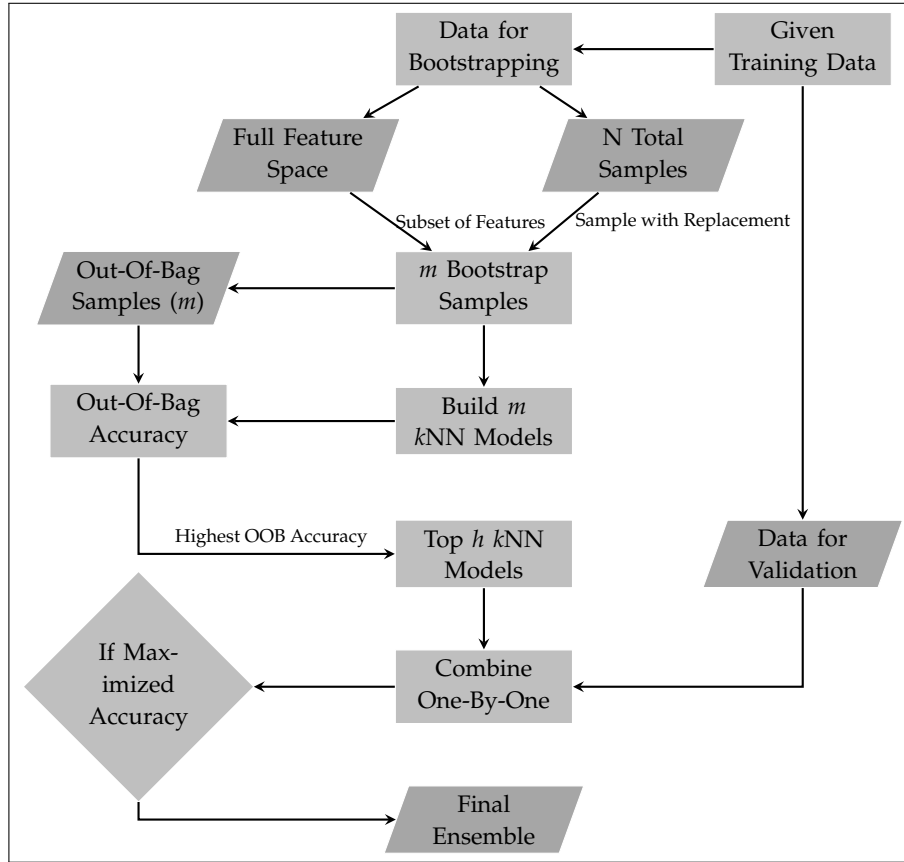 Data for
Bootstrapping
Given
Training Data
Full Feature
Space
N Total
Samples
Subset of Features
Sample with Replacement
Out-Of-Bag
Samples (m)
m Bootstrap
Samples
Out-Of-Bag
Accuracy
Build m
kNN Models
Highest OOB Accuracy
Top h kNN
Models
Data for
Validation
If Max-
imized
Accuracy
Combine
One-By-One
Final
Ensemble